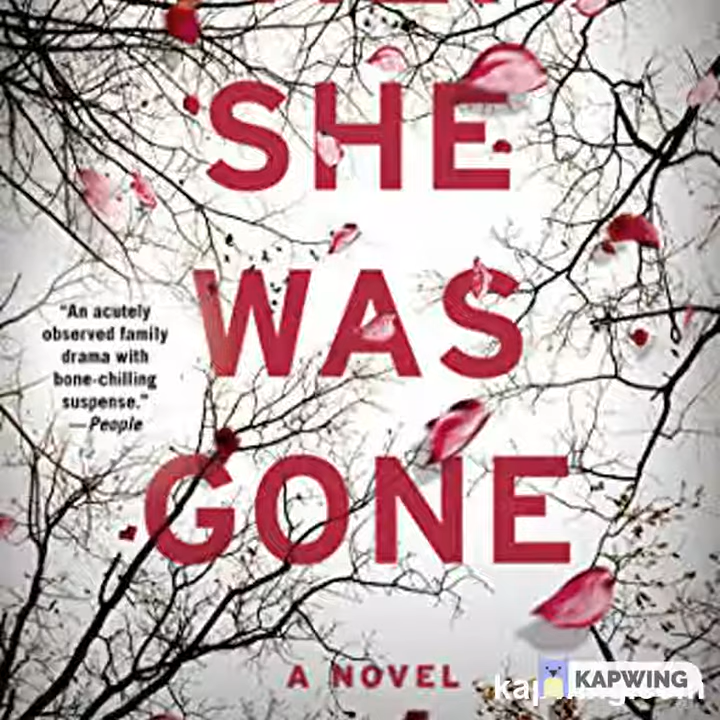 SHE
WAS
"An acutely
observed family
drama with
bone-chilling
suspense."
—People
GONE
A NOVEL
KAPWING